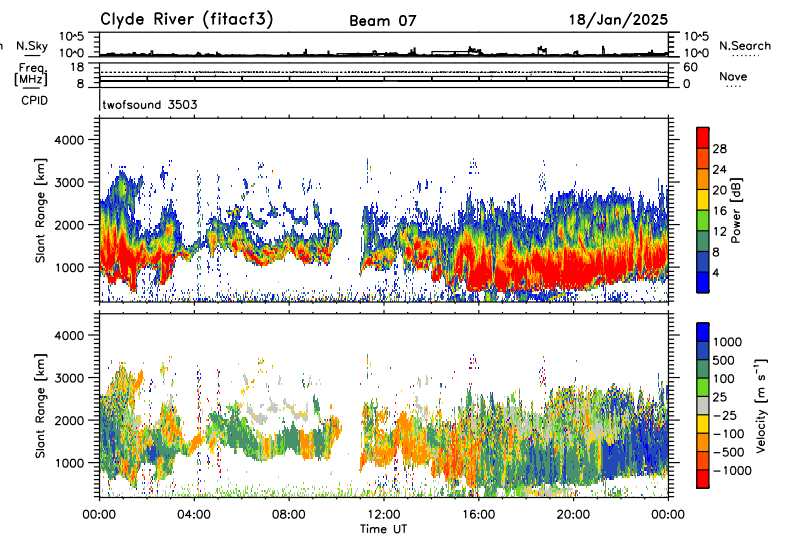 Clyde River (fitacf3) Beam 07 18/Jan/2025
N.Sky 10^5 10^0 10^5 10^0 N.Search
Freq. [MHz] 18 8 60 0 Nave
CPID twofsound 3503
Slant Range [km] 4000 3000 2000 1000
28 24 20 16 12 8 4 Power [dB]
Slant Range [km] 4000 3000 2000 1000
1000 500 100 25 −25 −100 −500 −1000 Velocity [m s⁻¹]
00:00 04:00 08:00 12:00 16:00 20:00 00:00
Time UT